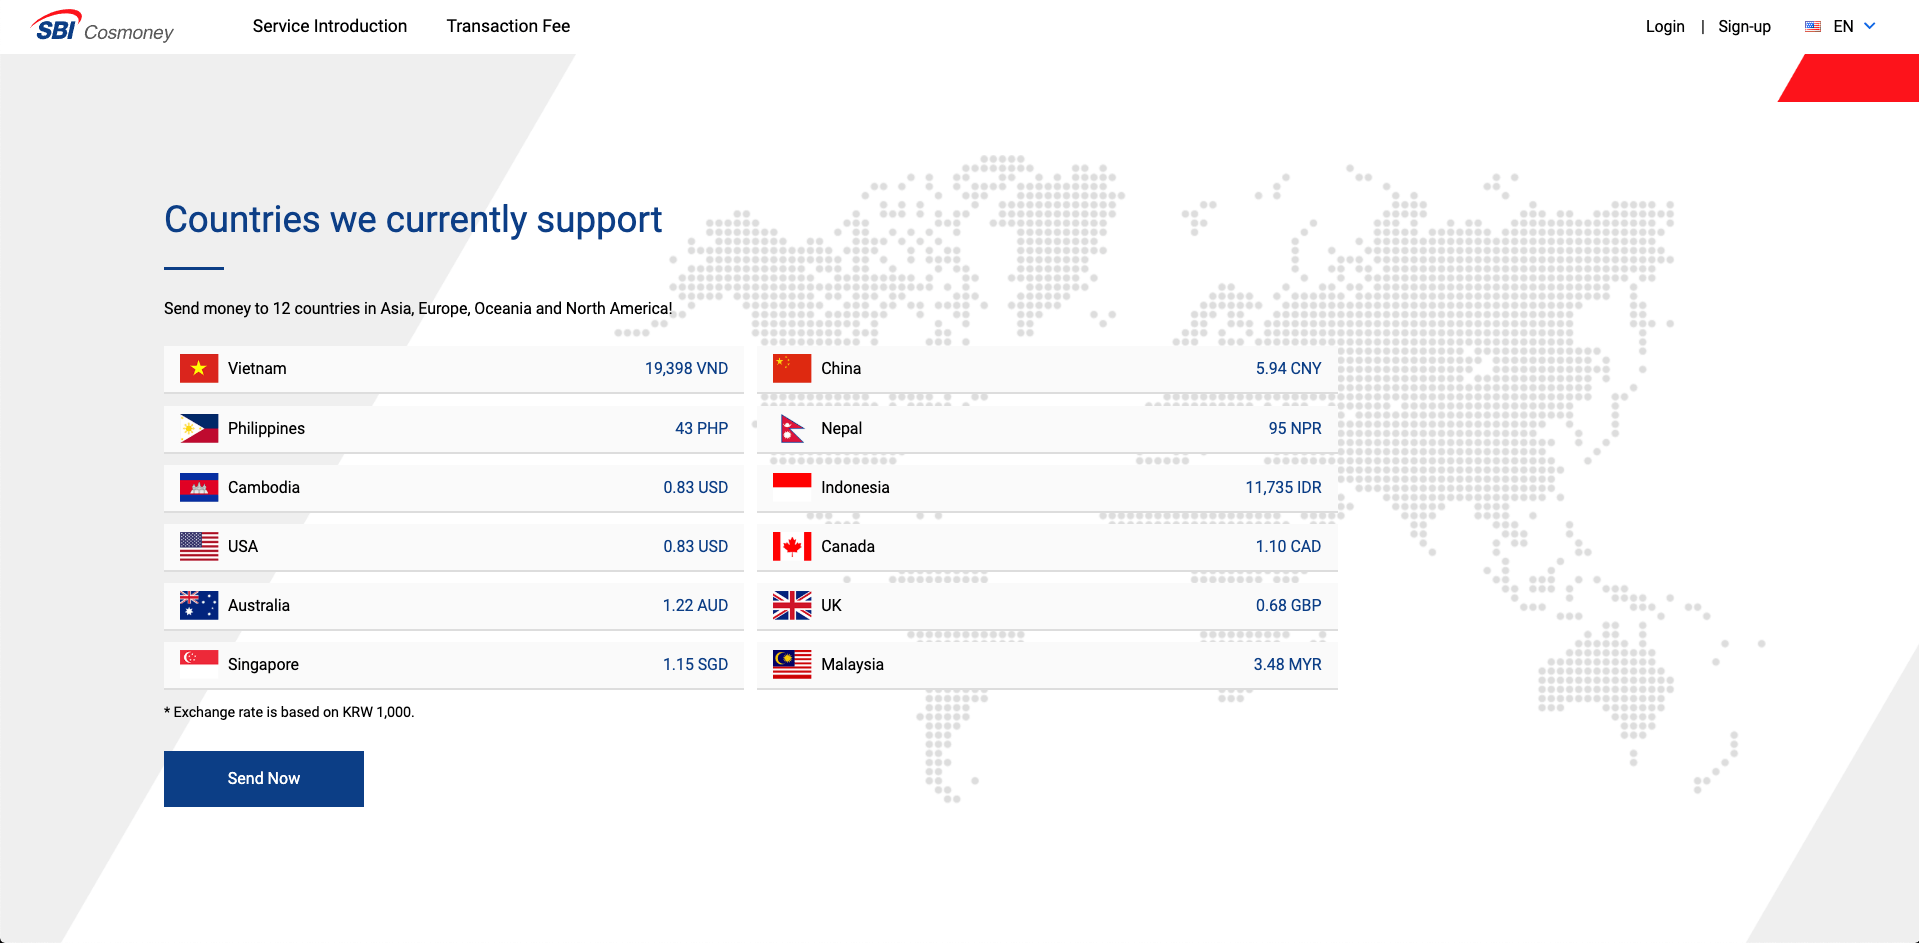 SBI Cosmoney
Service Introduction
Transaction Fee
Login | Sign-up
EN
Countries we currently support
Send money to 12 countries in Asia, Europe, Oceania and North America!
Vietnam 19,398 VND
China 5.94 CNY
Philippines 43 PHP
Nepal 95 NPR
Cambodia 0.83 USD
Indonesia 11,735 IDR
USA 0.83 USD
Canada 1.10 CAD
Australia 1.22 AUD
UK 0.68 GBP
Singapore 1.15 SGD
Malaysia 3.48 MYR
* Exchange rate is based on KRW 1,000.
Send Now